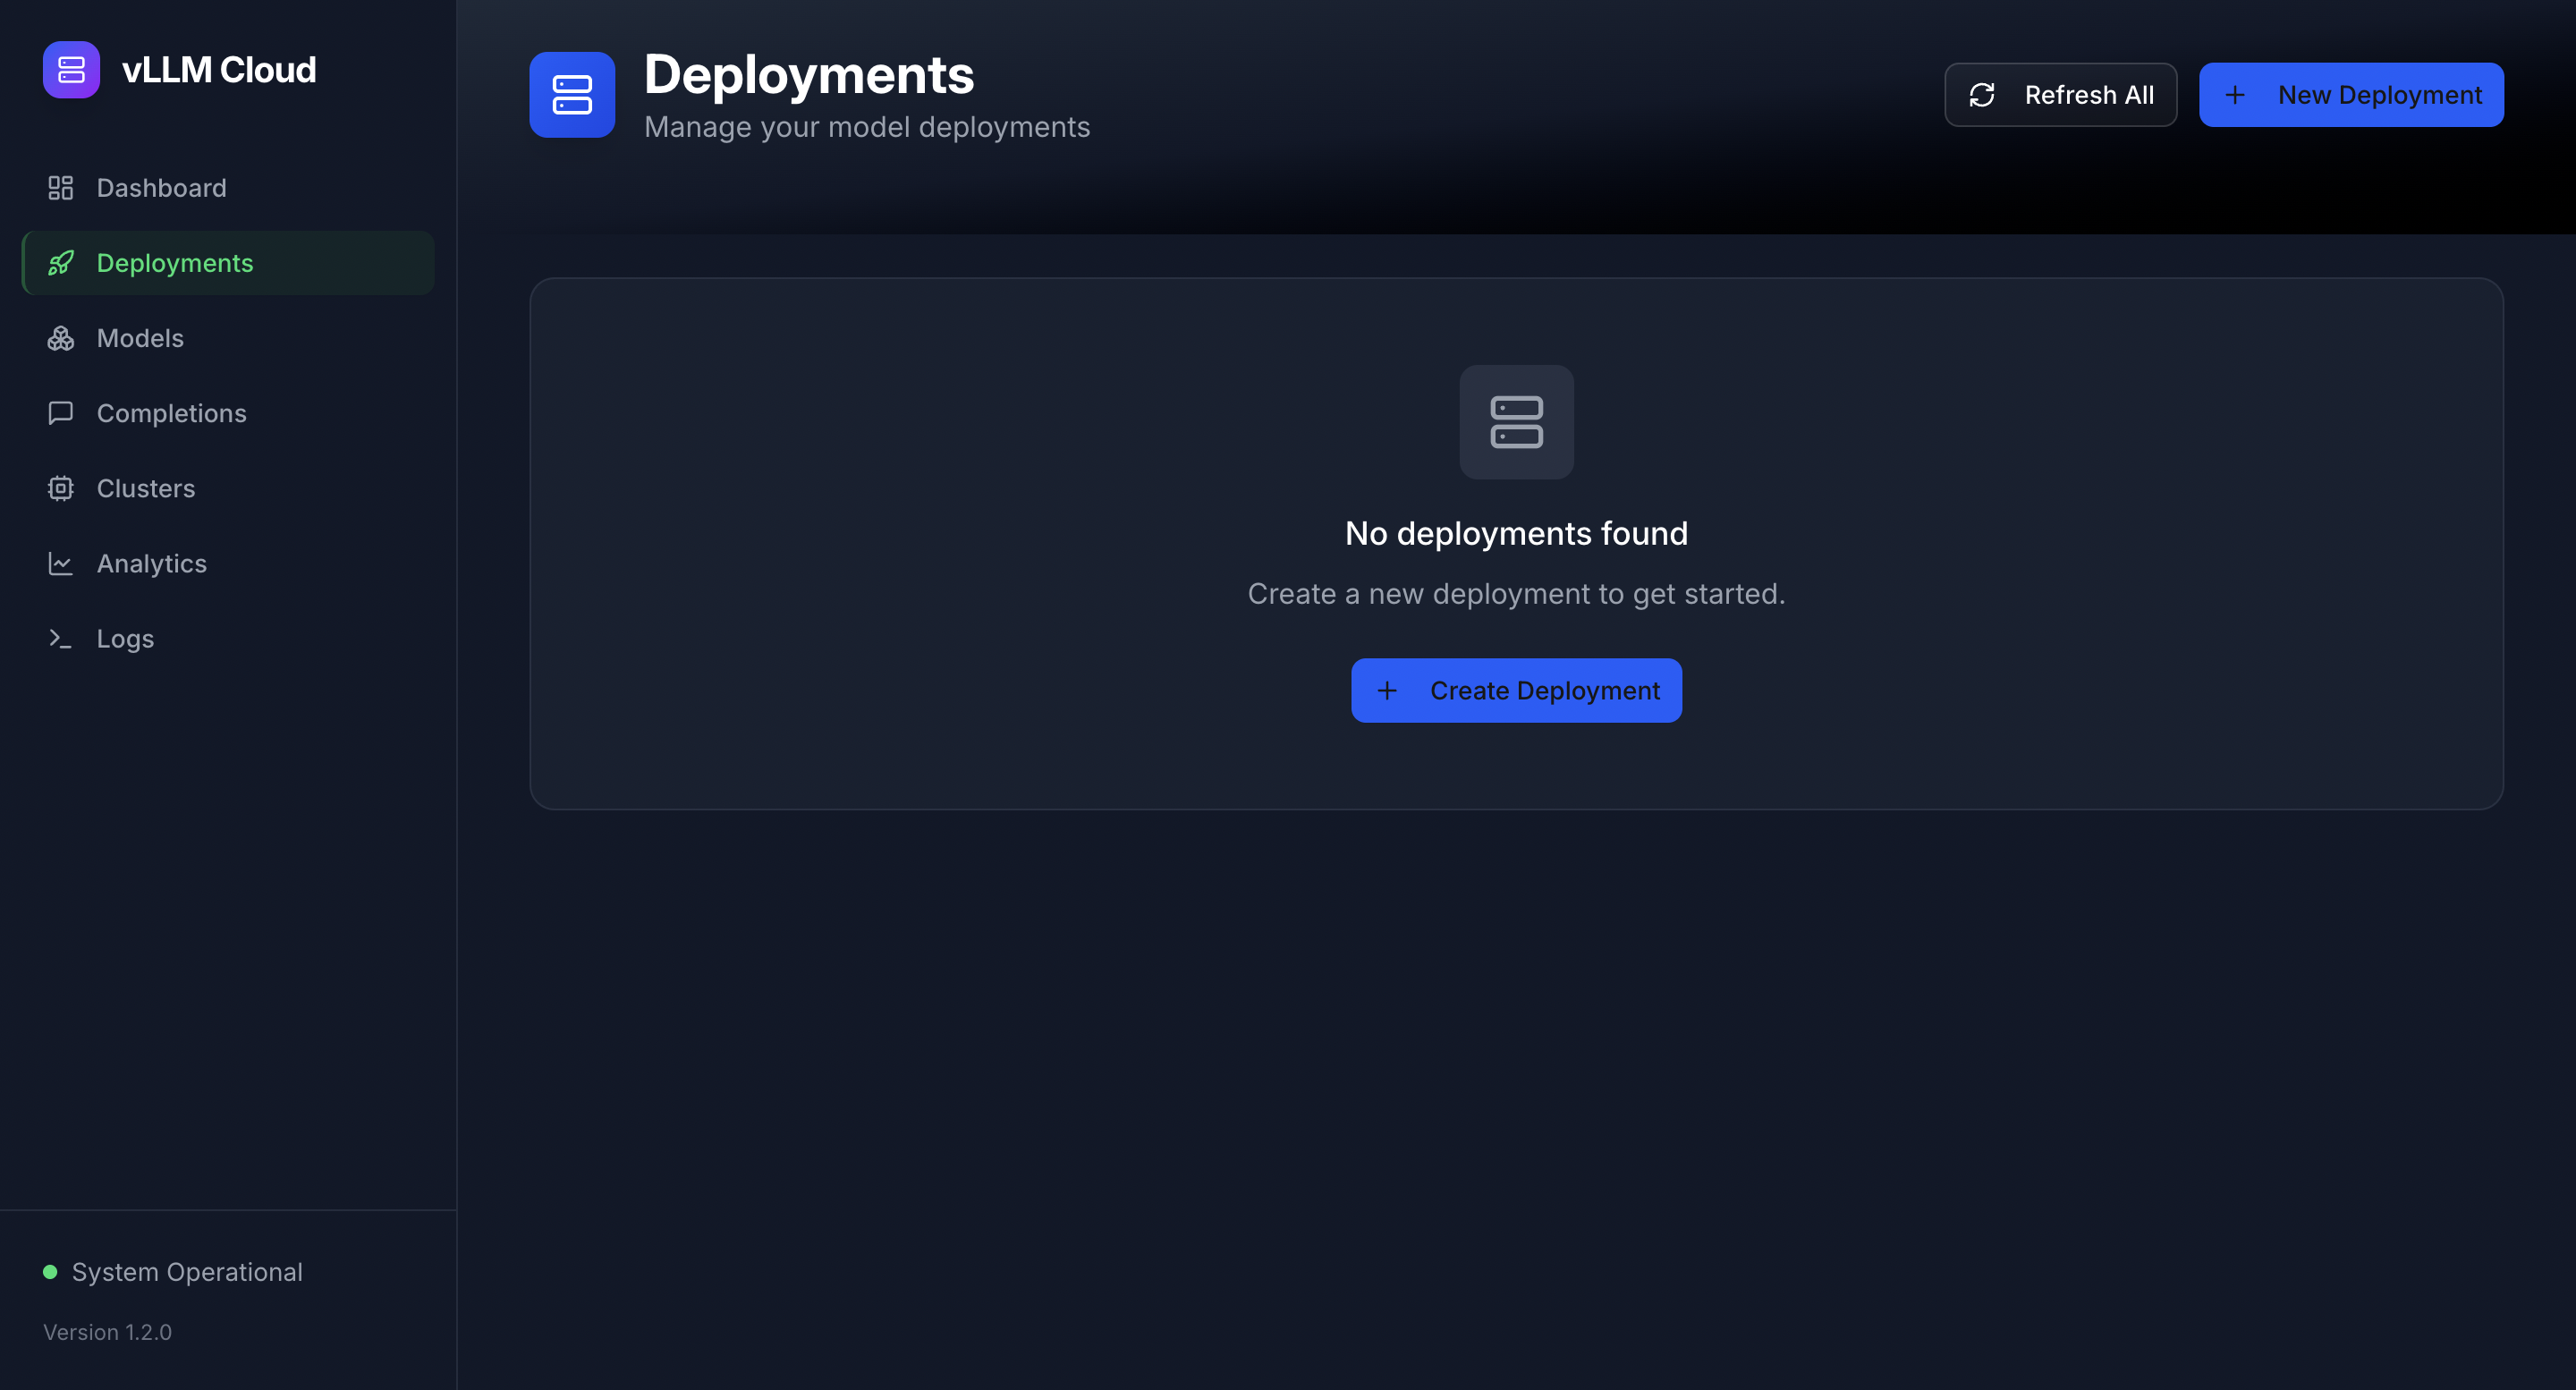 vLLM Cloud
Dashboard
Deployments
Models
Completions
Clusters
Analytics
Logs
System Operational
Version 1.2.0
Deployments
Manage your model deployments
Refresh All
New Deployment
No deployments found
Create a new deployment to get started.
Create Deployment